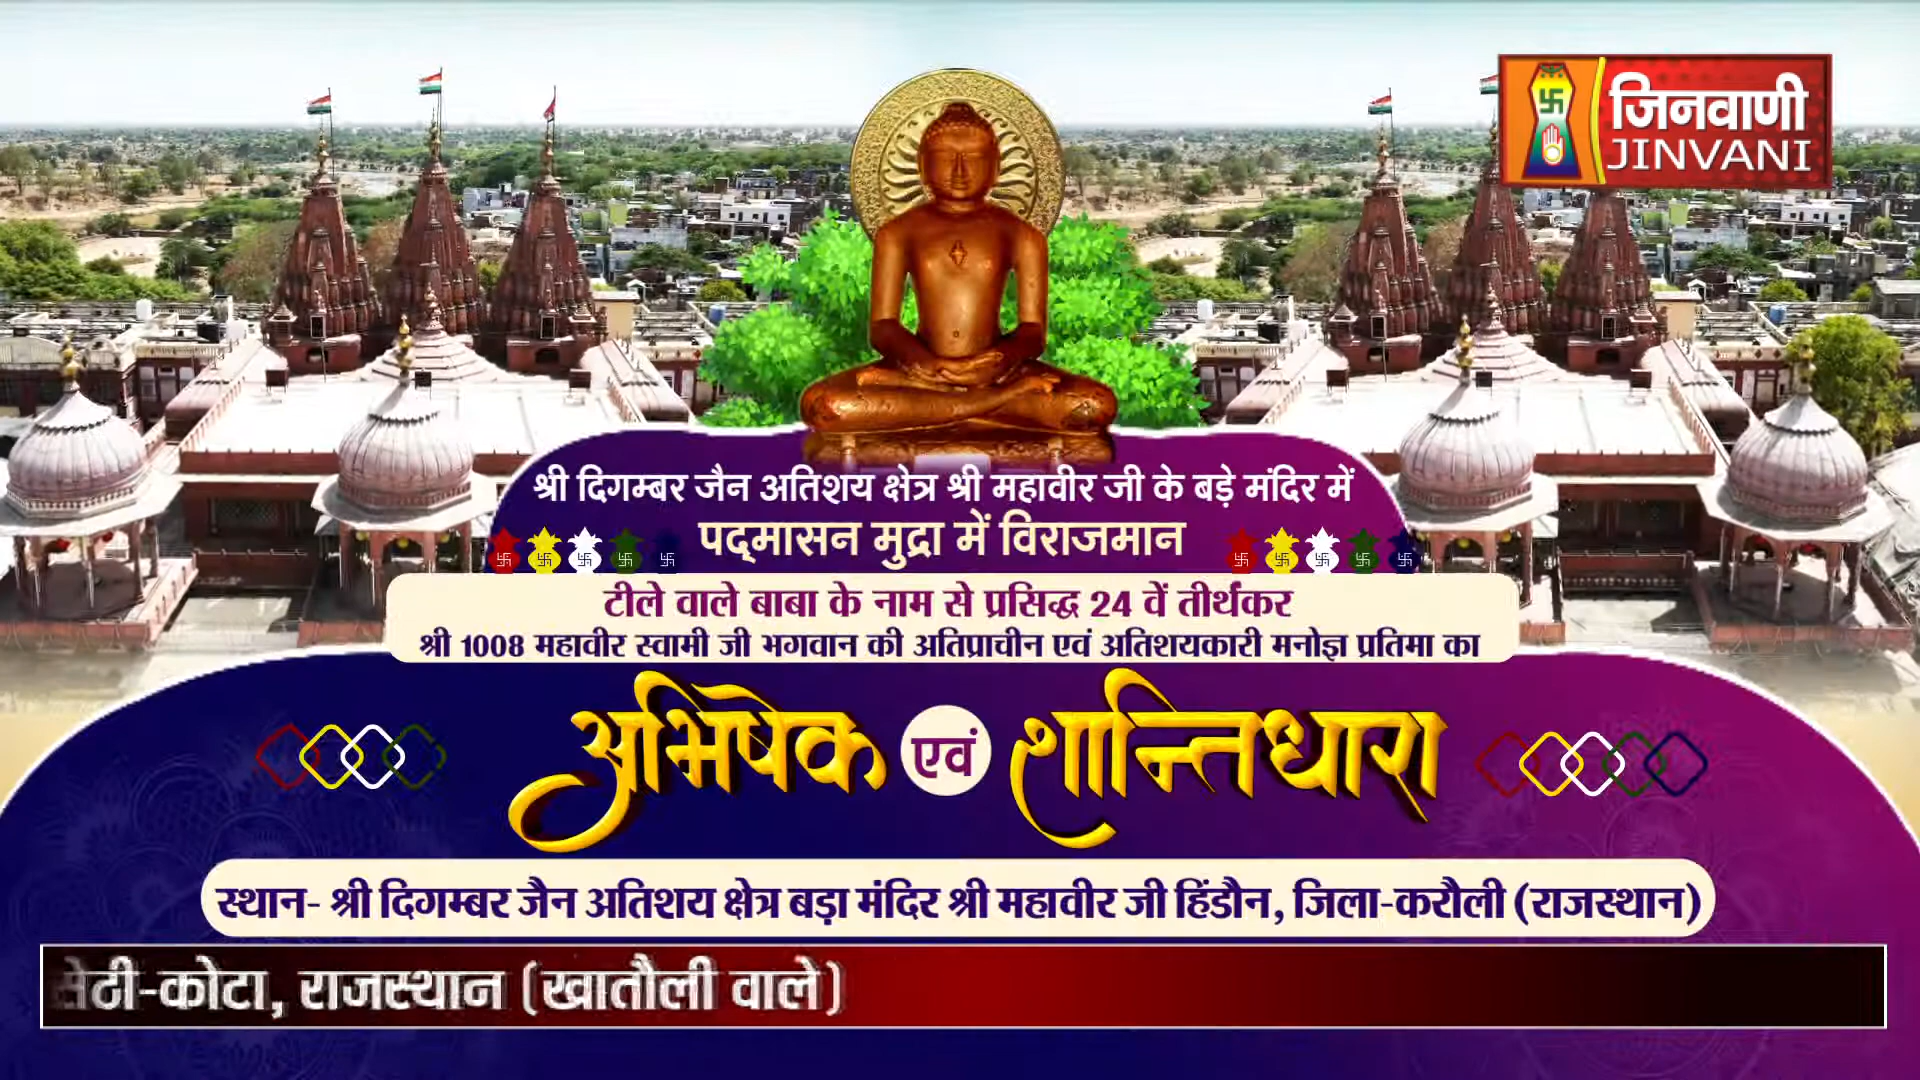 जिनवाणी
JINVANI
श्री दिगम्बर जैन अतिशय क्षेत्र श्री महावीर जी के बड़े मंदिर में
पद्मासन मुद्रा में विराजमान
टीले वाले बाबा के नाम से प्रसिद्ध 24 वें तीर्थंकर
श्री 1008 महावीर स्वामी जी भगवान की अतिप्राचीन एवं अतिशयकारी मनोज्ञ प्रतिमा का
अभिषेक एवं शान्तिधारा
स्थान- श्री दिगम्बर जैन अतिशय क्षेत्र बड़ा मंदिर श्री महावीर जी हिंडौन, जिला-करौली (राजस्थान)
सेठी-कोटा, राजस्थान (खातौली वाले)